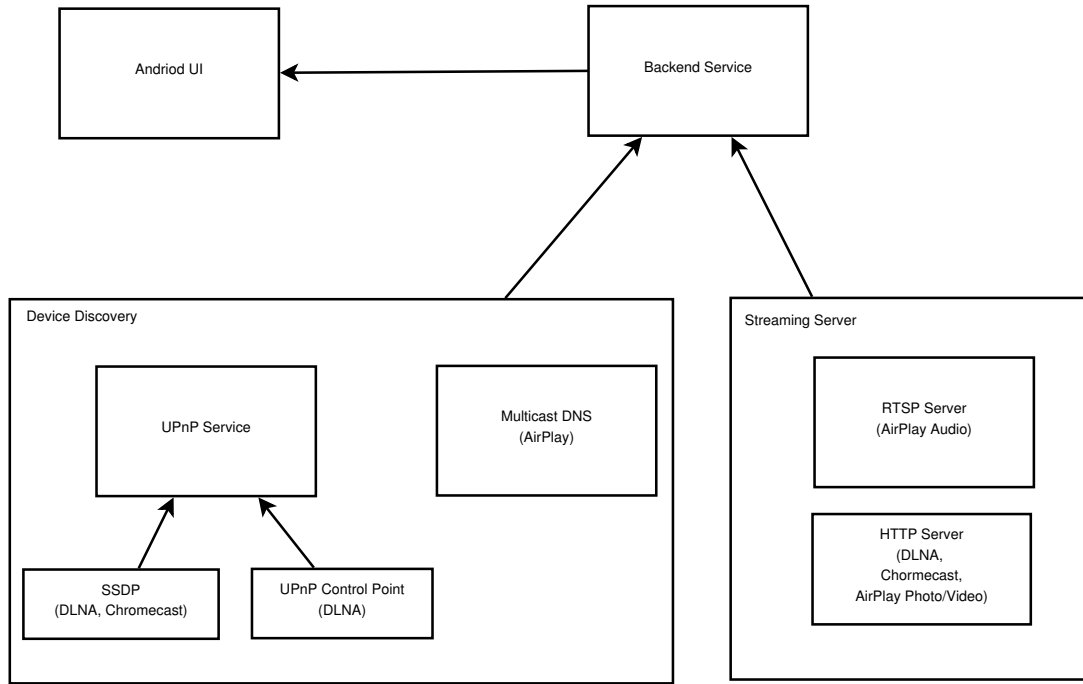 Andriod UI
Backend Service
Device Discovery
UPnP Service
Multicast DNS
(AirPlay)
SSDP
(DLNA, Chromecast)
UPnP Control Point
(DLNA)
Streaming Server
RTSP Server
(AirPlay Audio)
HTTP Server
(DLNA,
Chormecast,
AirPlay Photo/Video)